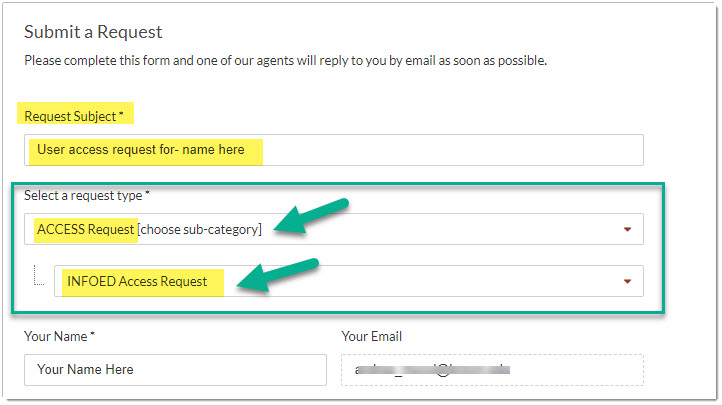 Submit a Request
Please complete this form and one of our agents will reply to you by email as soon as possible.
Request Subject *
User access request for- name here
Select a request type *
ACCESS Request [choose sub-category]
INFOED Access Request
Your Name *
Your Email
Your Name Here